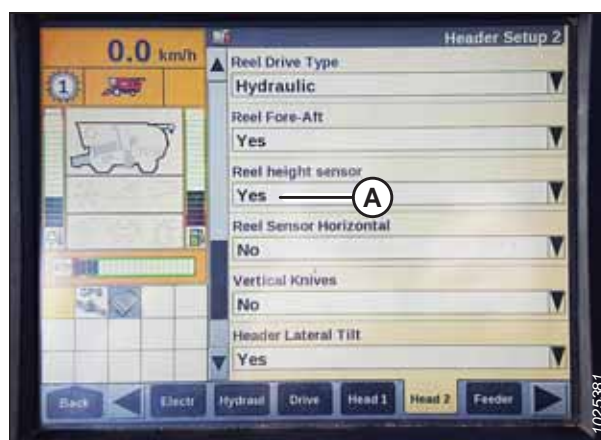 0.0 km/h
Header Setup 2
1
Reel Drive Type
Hydraulic
Reel Fore-Aft
Yes
Reel height sensor
Yes
A
Reel Sensor Horizontal
No
Vertical Knives
No
Header Lateral Tilt
Yes
Back
Electr
Hydraul
Drive
Head 1
Head 2
Feeder
1025381